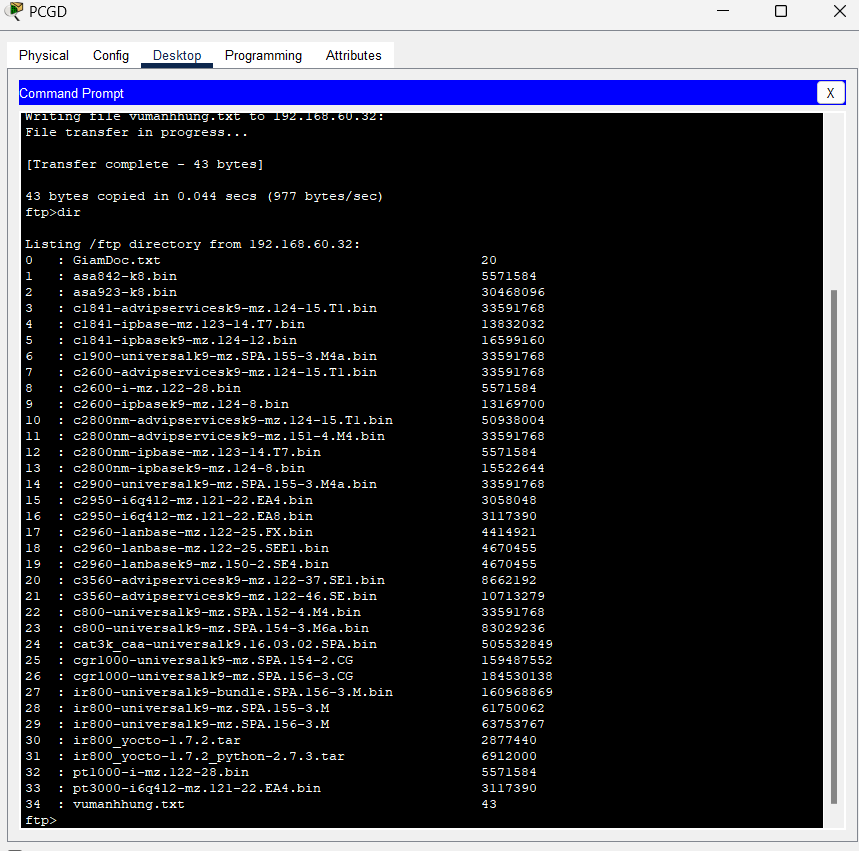 PCGD
Physical Config Desktop Programming Attributes
Command Prompt X
Writing file vumanhhung.txt to 192.168.60.32:
File transfer in progress...
[Transfer complete - 43 bytes]
43 bytes copied in 0.044 secs (977 bytes/sec)
ftp>dir
Listing /ftp directory from 192.168.60.32:
0 : GiamDoc.txt 20
1 : asa842-k8.bin 5571584
2 : asa923-k8.bin 30468096
3 : c1841-advipservicesk9-mz.124-15.T1.bin 33591768
4 : c1841-ipbase-mz.123-14.T7.bin 13832032
5 : c1841-ipbasek9-mz.124-12.bin 16599160
6 : c1900-universalk9-mz.SPA.155-3.M4a.bin 33591768
7 : c2600-advipservicesk9-mz.124-15.T1.bin 33591768
8 : c2600-i-mz.122-28.bin 5571584
9 : c2600-ipbasek9-mz.124-8.bin 13169700
10 : c2800nm-advipservicesk9-mz.124-15.T1.bin 50938004
11 : c2800nm-advipservicesk9-mz.151-4.M4.bin 33591768
12 : c2800nm-ipbase-mz.123-14.T7.bin 5571584
13 : c2800nm-ipbasek9-mz.124-8.bin 15522644
14 : c2900-universalk9-mz.SPA.155-3.M4a.bin 33591768
15 : c2950-i6q4l2-mz.121-22.EA4.bin 3058048
16 : c2950-i6q4l2-mz.121-22.EA8.bin 3117390
17 : c2960-lanbase-mz.122-25.FX.bin 4414921
18 : c2960-lanbase-mz.122-25.SEE1.bin 4670455
19 : c2960-lanbasek9-mz.150-2.SE4.bin 4670455
20 : c3560-advipservicesk9-mz.122-37.SE1.bin 8662192
21 : c3560-advipservicesk9-mz.122-46.SE.bin 10713279
22 : c800-universalk9-mz.SPA.152-4.M4.bin 33591768
23 : c800-universalk9-mz.SPA.154-3.M6a.bin 83029236
24 : cat3k_caa-universalk9.16.03.02.SPA.bin 505532849
25 : cgr1000-universalk9-mz.SPA.154-2.CG 159487552
26 : cgr1000-universalk9-mz.SPA.156-3.CG 184530138
27 : ir800-universalk9-bundle.SPA.156-3.M.bin 160968869
28 : ir800-universalk9-mz.SPA.155-3.M 61750062
29 : ir800-universalk9-mz.SPA.156-3.M 63753767
30 : ir800_yocto-1.7.2.tar 2877440
31 : ir800_yocto-1.7.2_python-2.7.3.tar 6912000
32 : pt1000-i-mz.122-28.bin 5571584
33 : pt3000-i6q4l2-mz.121-22.EA4.bin 3117390
34 : vumanhhung.txt 43
ftp>